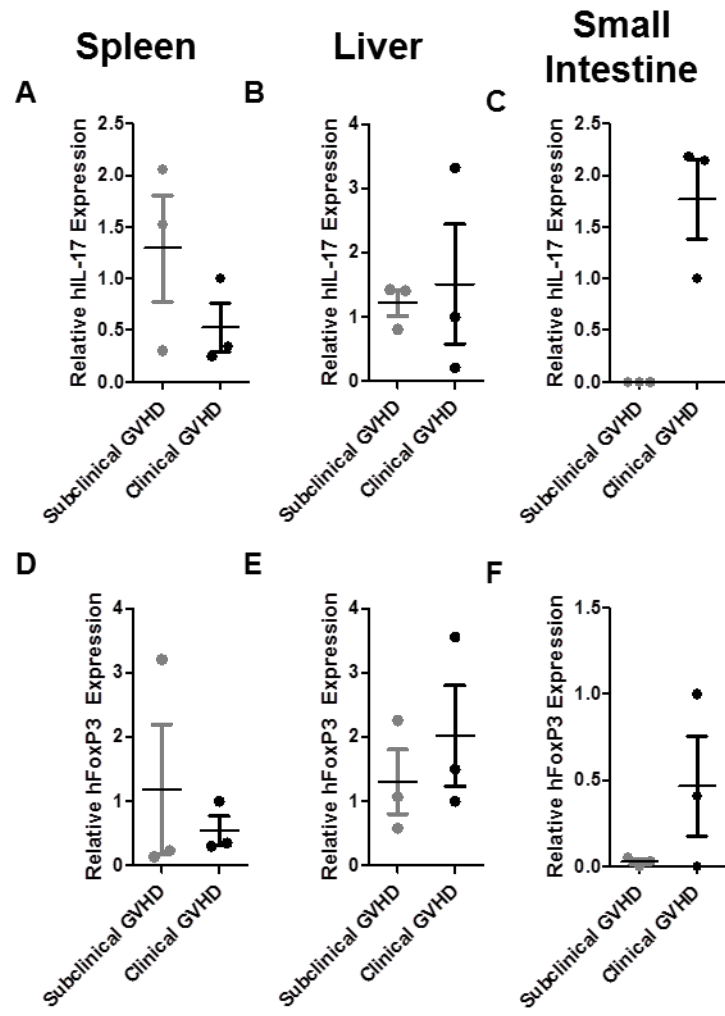 Spleen
Liver
Small
Intestine
A
B
C
Relative hIL-17 Expression
2.5
2.0
1.5
1.0
0.5
0.0
Subclinical GVHD
Clinical GVHD
Relative hIL-17 Expression
4
3
2
1
0
Subclinical GVHD
Clinical GVHD
Relative hIL-17 Expression
2.5
2.0
1.5
1.0
0.5
0.0
Subclinical GVHD
Clinical GVHD
D
E
F
Relative hFoxP3 Expression
4
3
2
1
0
Subclinical GVHD
Clinical GVHD
Relative hFoxP3 Expression
4
3
2
1
0
Subclinical GVHD
Clinical GVHD
Relative hFoxP3 Expression
1.5
1.0
0.5
0.0
Subclinical GVHD
Clinical GVHD